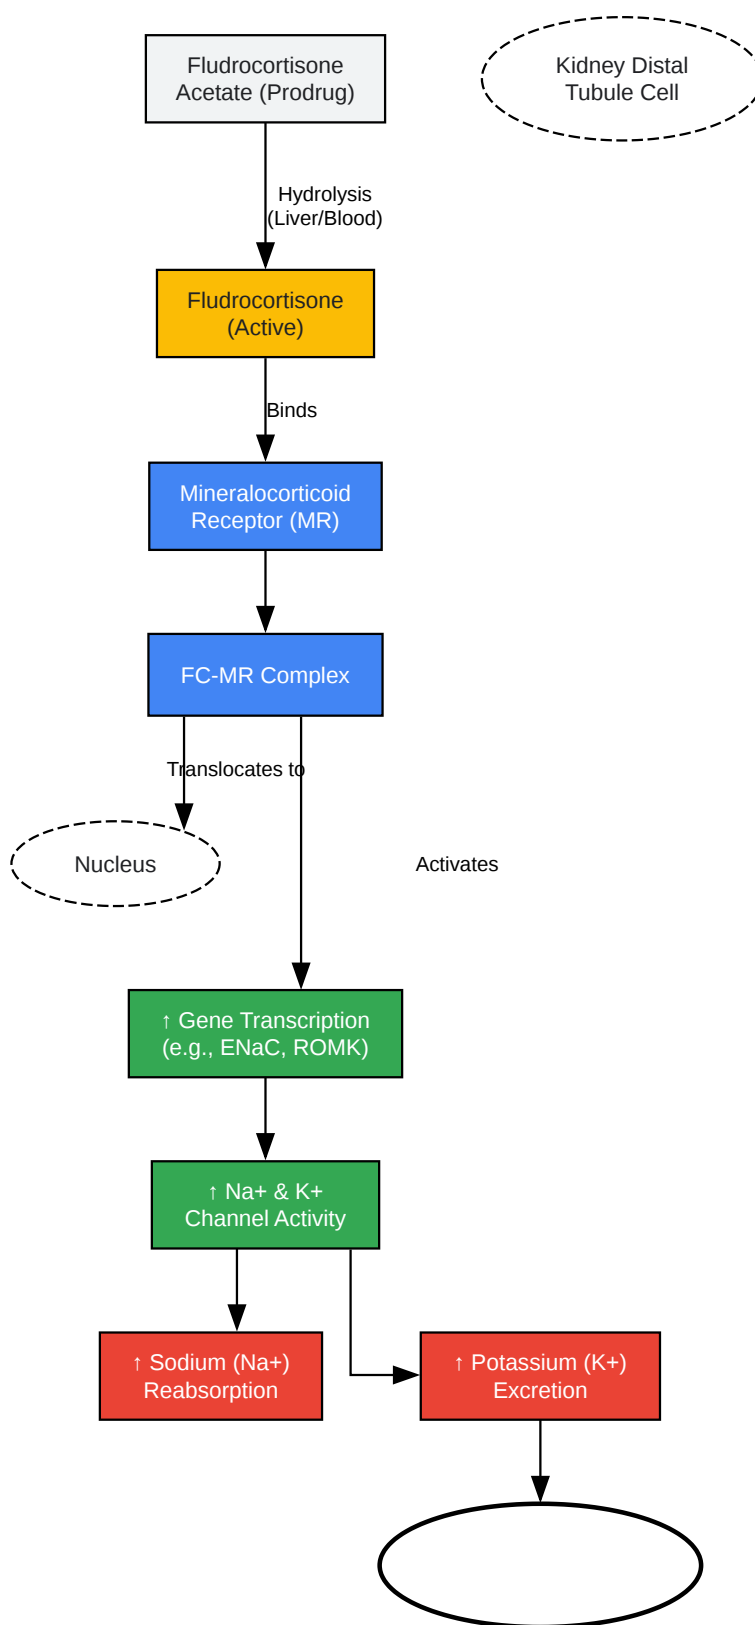 Fludrocortisone
Acetate (Prodrug)
Kidney Distal
Tubule Cell
Hydrolysis
(Liver/Blood)
Fludrocortisone
(Active)
Binds
Mineralocorticoid
Receptor (MR)
FC-MR Complex
Translocates to
Nucleus
Activates
↑ Gene Transcription
(e.g., ENaC, ROMK)
↑ Na+ & K+
Channel Activity
↑ Sodium (Na+)
Reabsorption
↑ Potassium (K+)
Excretion